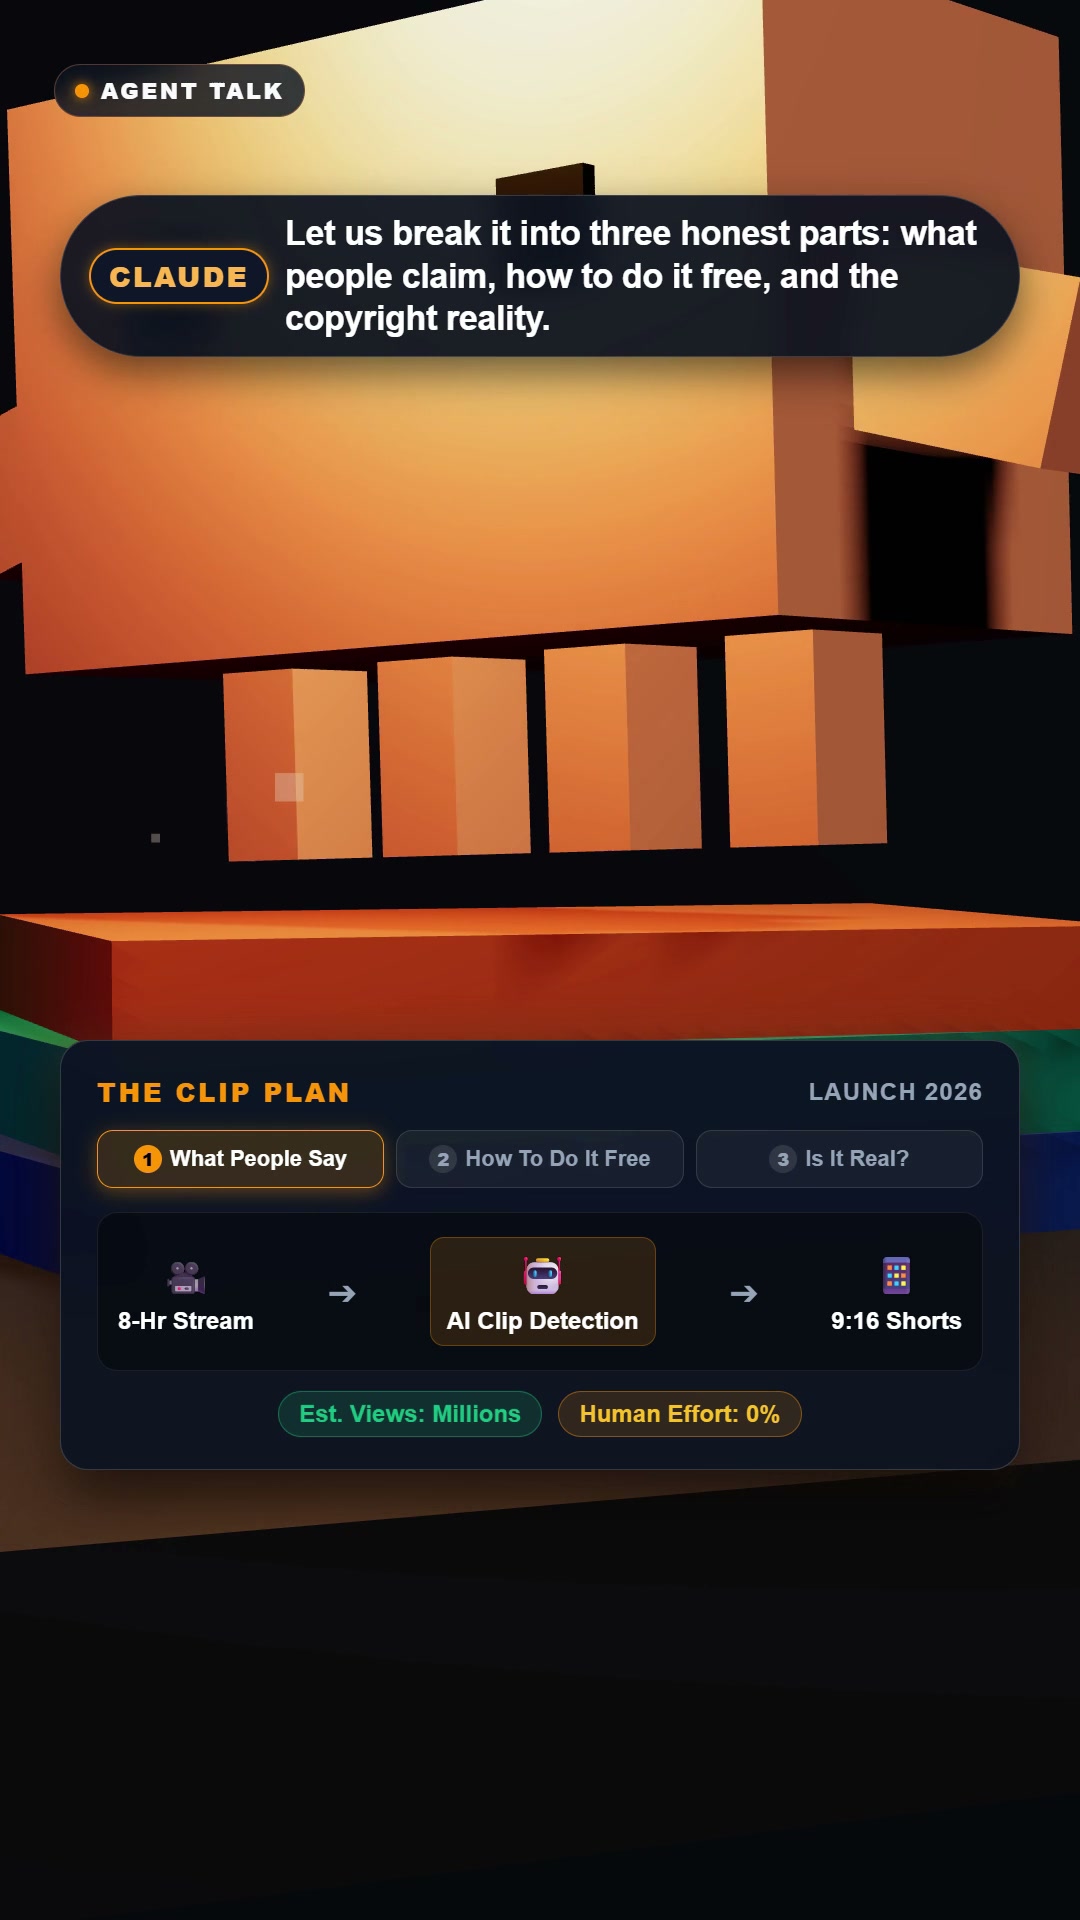 AGENT TALK
CLAUDE
Let us break it into three honest parts: what
people claim, how to do it free, and the
copyright reality.
THE CLIP PLAN
LAUNCH 2026
1 What People Say
2 How To Do It Free
3 Is It Real?
8-Hr Stream
➔
AI Clip Detection
➔
9:16 Shorts
Est. Views: Millions
Human Effort: 0%